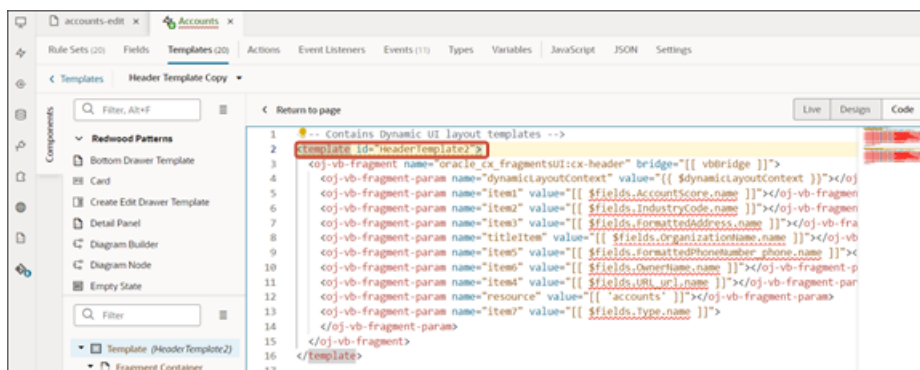 accounts-edit × Accounts ×
Rule Sets (20) Fields Templates (20) Actions Event Listeners Events (11) Types Variables JavaScript JSON Settings
< Templates Header Template Copy
Components
Filter, Alt+F
Redwood Patterns
Bottom Drawer Template
Card
Create Edit Drawer Template
Detail Panel
Diagram Builder
Diagram Node
Empty State
Filter
Template (HeaderTemplate2)
Fragment Container
< Return to page Live Design Code
1 -- Contains Dynamic UI layout templates -->
2 <template id="HeaderTemplate2">
3 <oj-vb-fragment name="oracle_cx_fragmentsUI:cx-header" bridge="[[ vbBridge ]]">
4 <oj-vb-fragment-param name="dynamicLayoutContext" value="{{ $dynamicLayoutContext }}"></oj
5 <oj-vb-fragment-param name="item1" value="[[ $fields.AccountScore.name ]]"></oj-vb-fragmen
6 <oj-vb-fragment-param name="item2" value="[[ $fields.IndustryCode.name ]]"></oj-vb-fragmen
7 <oj-vb-fragment-param name="item3" value="[[ $fields.FormattedAddress.name ]]"></oj-vb-fra
8 <oj-vb-fragment-param name="titleItem" value="[[ $fields.OrganizationName.name ]]"></oj-vb
9 <oj-vb-fragment-param name="item5" value="[[ $fields.FormattedPhoneNumber_phone.name ]]"><
10 <oj-vb-fragment-param name="item6" value="[[ $fields.OwnerName.name ]]"></oj-vb-fragment-p
11 <oj-vb-fragment-param name="item4" value="[[ $fields.URL_url.name ]]"></oj-vb-fragment-par
12 <oj-vb-fragment-param name="resource" value="[[ 'accounts' ]]"></oj-vb-fragment-param>
13 <oj-vb-fragment-param name="item7" value="[[ $fields.Type.name ]]">
14 </oj-vb-fragment-param>
15 </oj-vb-fragment>
16 </template>